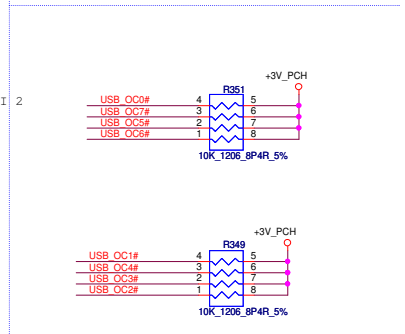 +3V_PCH
R351
I 2
USB_OC0# 4 5
USB_OC7# 3 6
USB_OC5# 2 7
USB_OC6# 1 8
10K_1206_8P4R_5%
+3V_PCH
R349
USB_OC1# 4 5
USB_OC4# 3 6
USB_OC3# 2 7
USB_OC2# 1 8
10K_1206_8P4R_5%